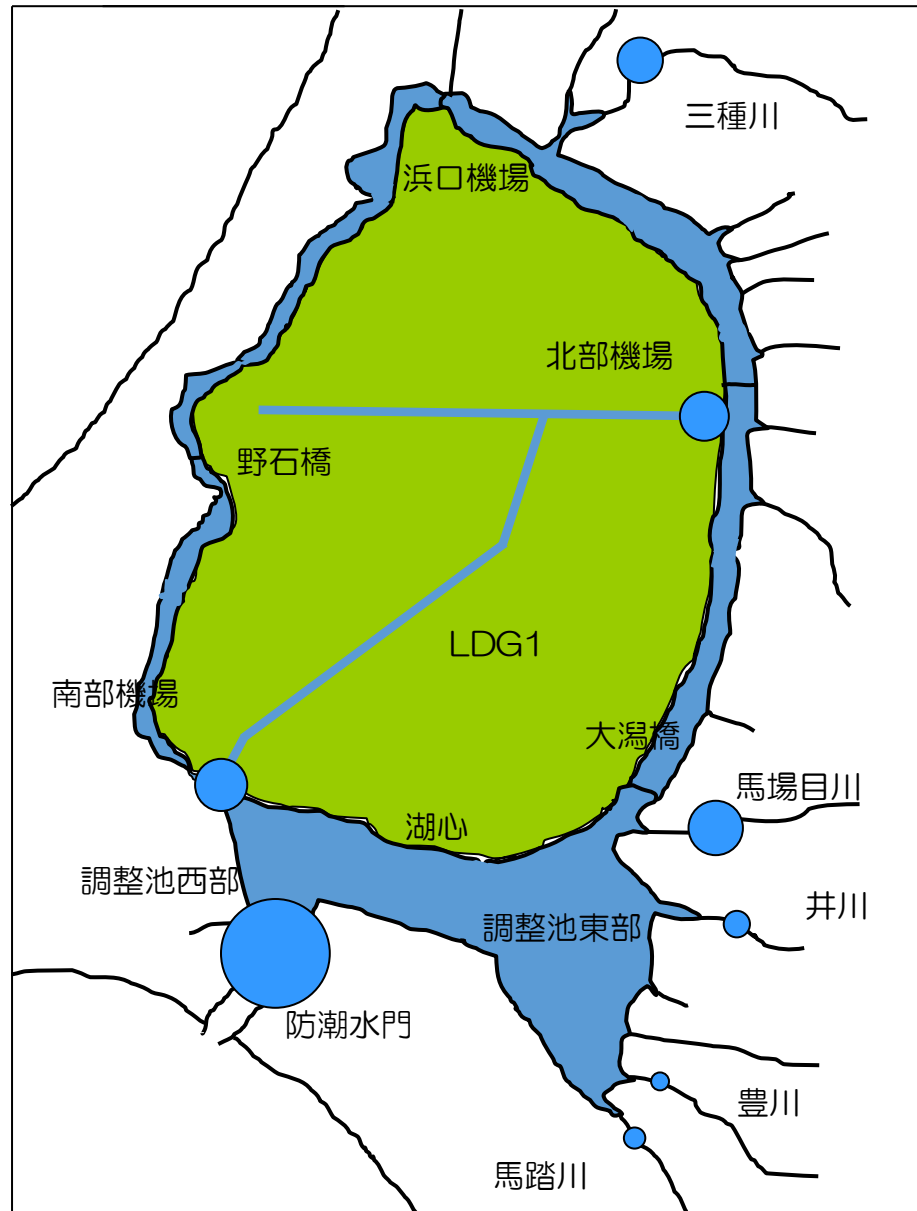 三種川
浜口機場
北部機場
野石橋
LDG1
南部機場
大潟橋
馬場目川
湖心
調整池西部
井川
調整池東部
防潮水門
豊川
馬踏川